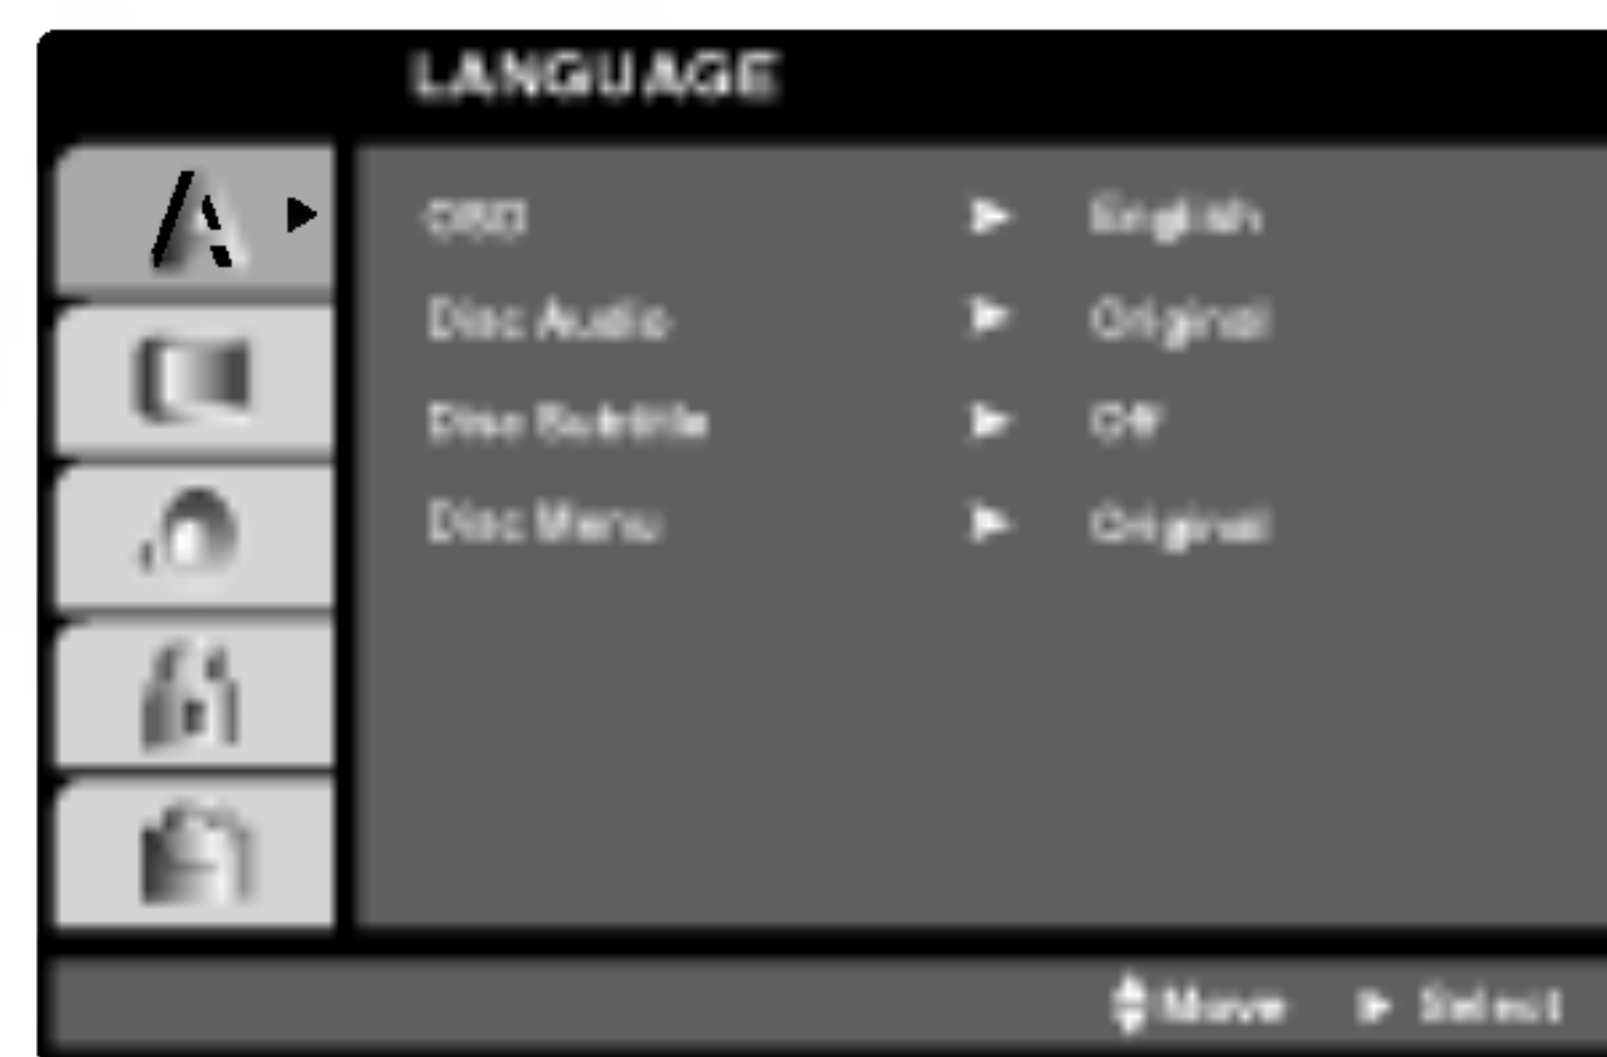 LANGUAGE
OSD ► English
Disc Audio ► Original
Disc Subtitle ► Off
Disc Menu ► Original
Move ► Select